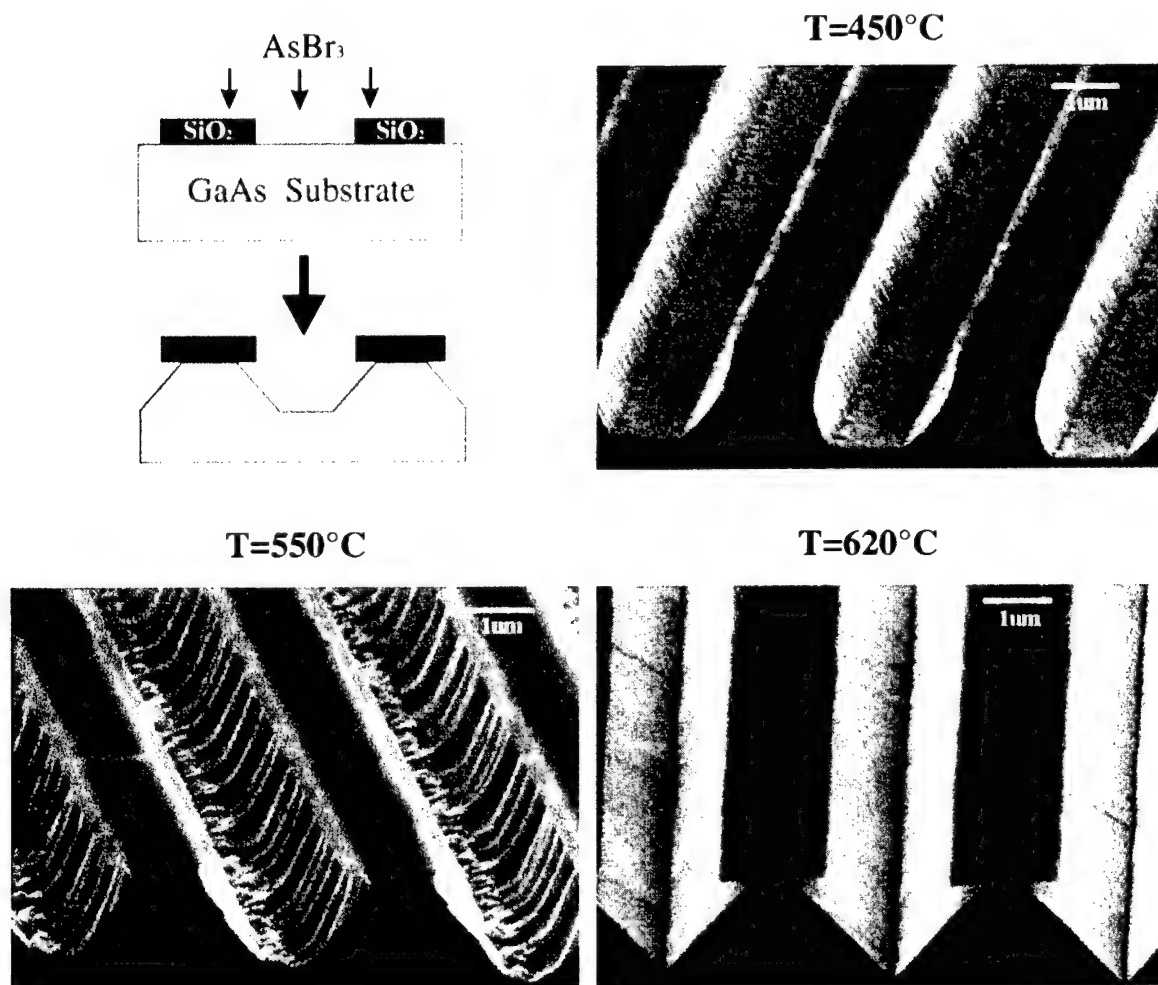 AsBr₃
SiO₂ SiO₂
GaAs Substrate
T=450°C
1um
T=550°C
1um
T=620°C
1um